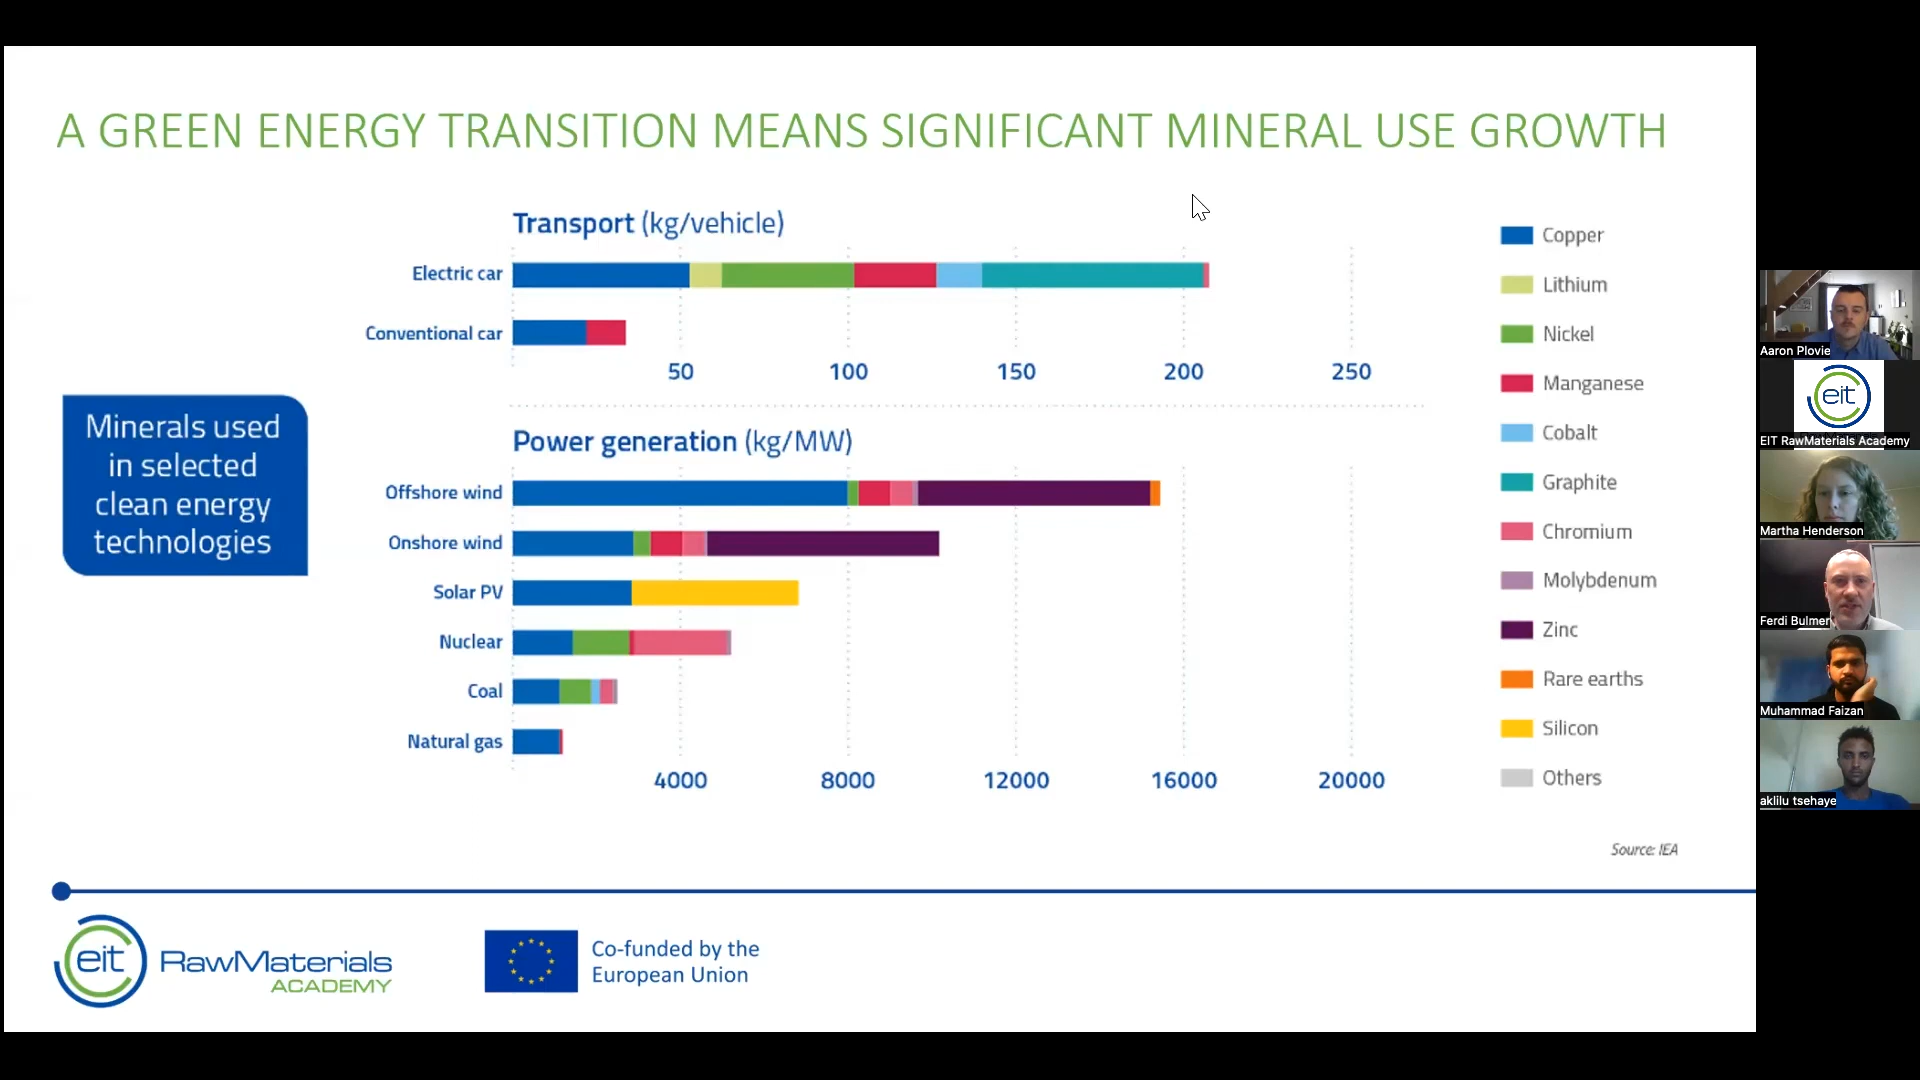 A GREEN ENERGY TRANSITION MEANS SIGNIFICANT MINERAL USE GROWTH
Minerals used
in selected
clean energy
technologies
Transport (kg/vehicle)
Electric car
Conventional car
50 100 150 200 250
Power generation (kg/MW)
Offshore wind
Onshore wind
Solar PV
Nuclear
Coal
Natural gas
4000 8000 12000 16000 20000
Copper
Lithium
Nickel
Manganese
Cobalt
Graphite
Chromium
Molybdenum
Zinc
Rare earths
Silicon
Others
Source: IEA
eit RawMaterials
ACADEMY
Co-funded by the
European Union
Aaron Plovie
eit
EIT RawMaterials Academy
Martha Henderson
Ferdi Bulmer
Muhammad Faizan
aklilu tsehaye